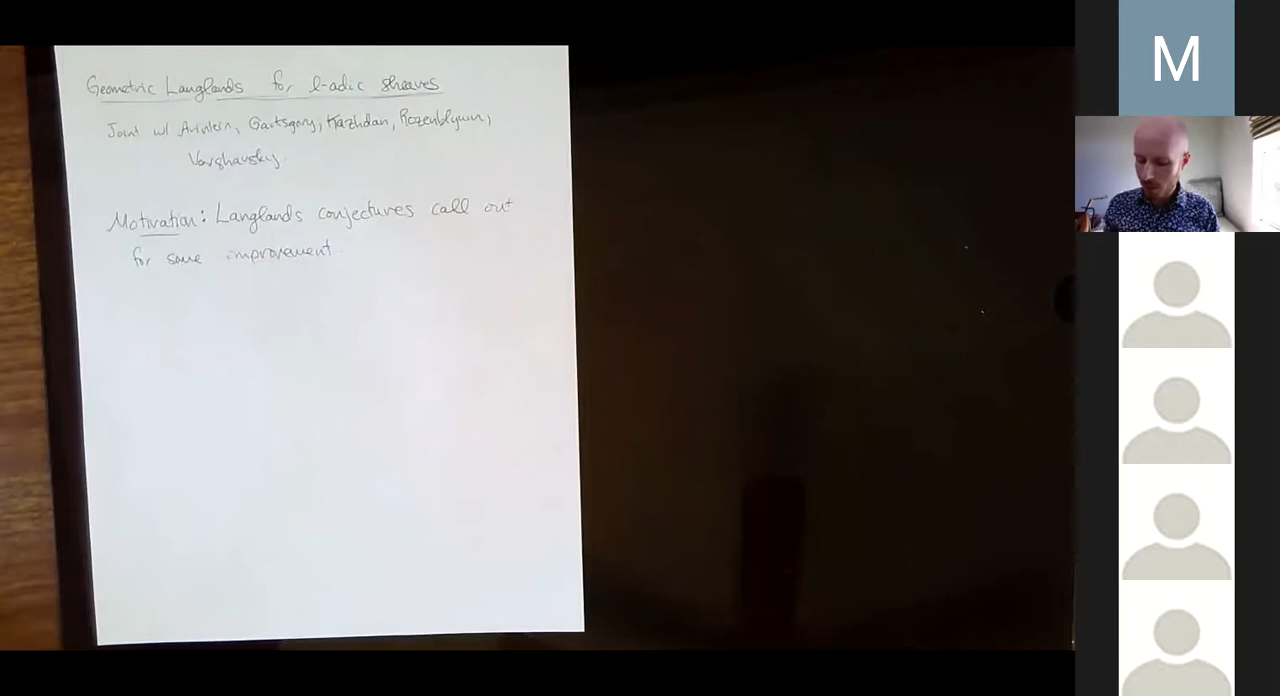 Geometric Langlands for l-adic sheaves
Joint w/ Arinkin, Gaitsgory, Kazhdan, Rozenblyum,
Varshavsky.
Motivation: Langlands conjectures call out
for some improvement.
M